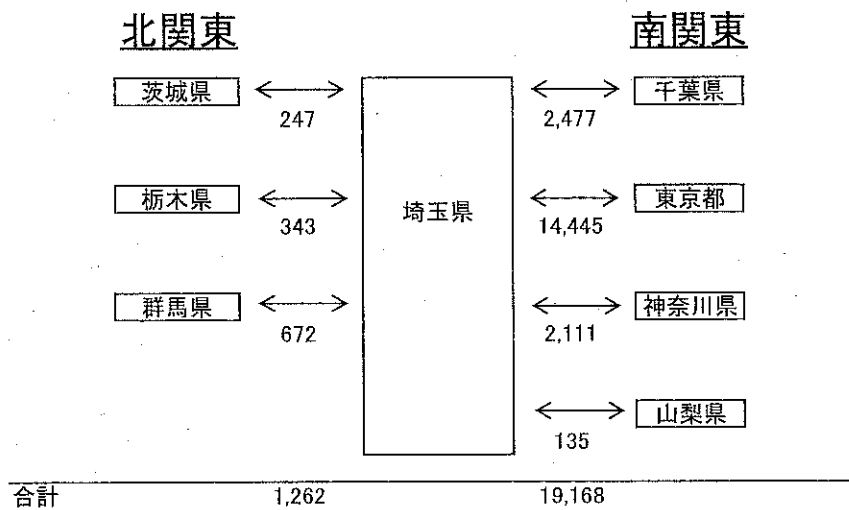 北関東
南関東
茨城県
247
2,477
千葉県
栃木県
343
埼玉県
14,445
東京都
群馬県
672
2,111
神奈川県
135
山梨県
合計 1,262 19,168